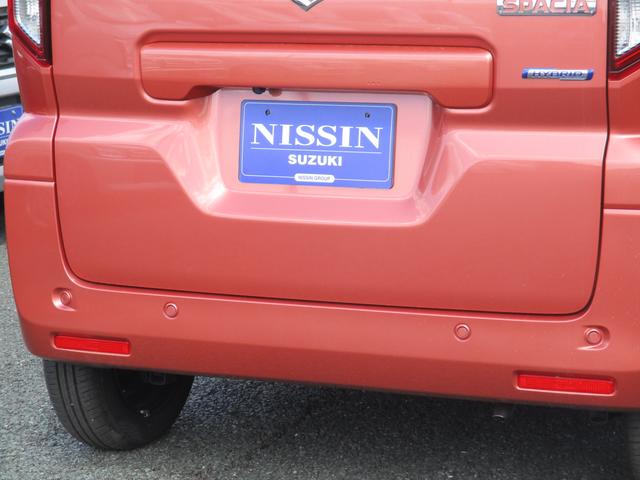 SPACIA
HYBRID
NISSIN
SUZUKI
NISSIN GROUP